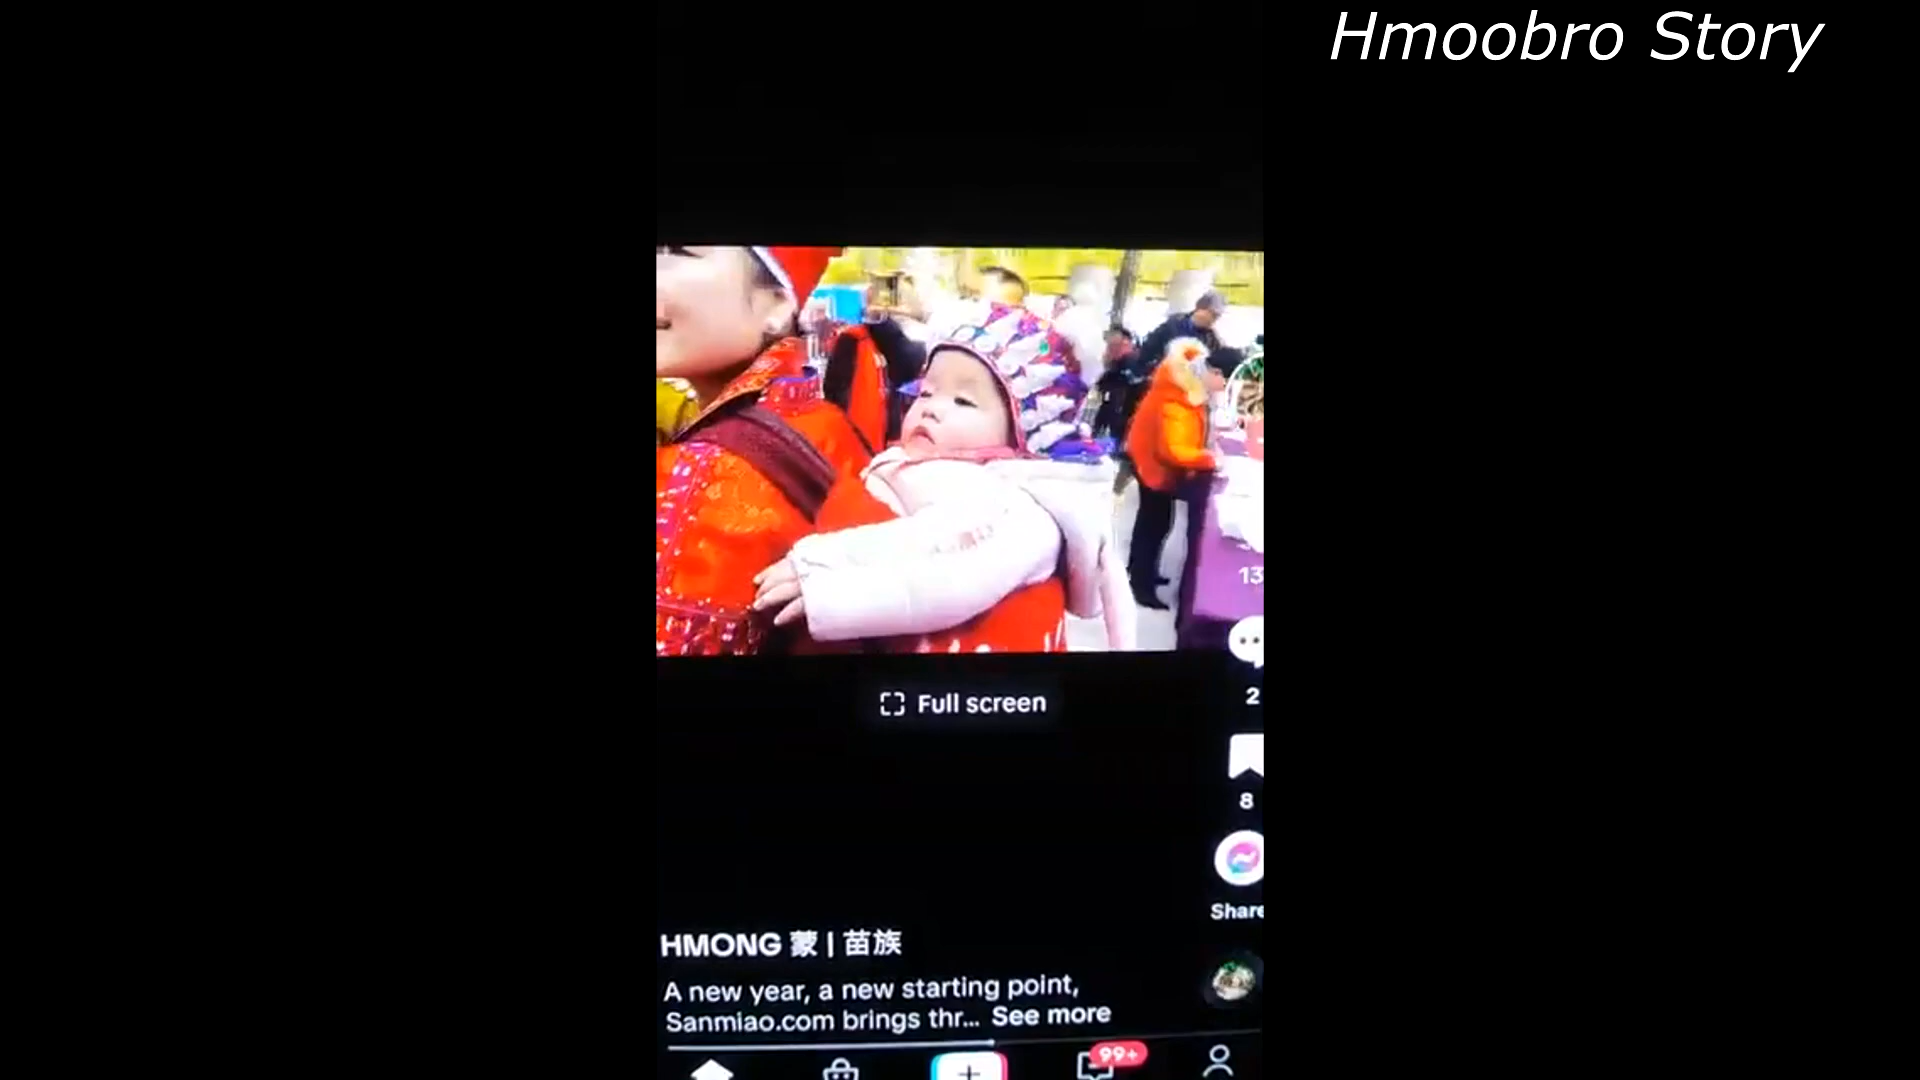 Hmoobro Story
13
2
Full screen
8
Share
HMONG 蒙 | 苗族
A new year, a new starting point,
Sanmiao.com brings thr... See more
99+